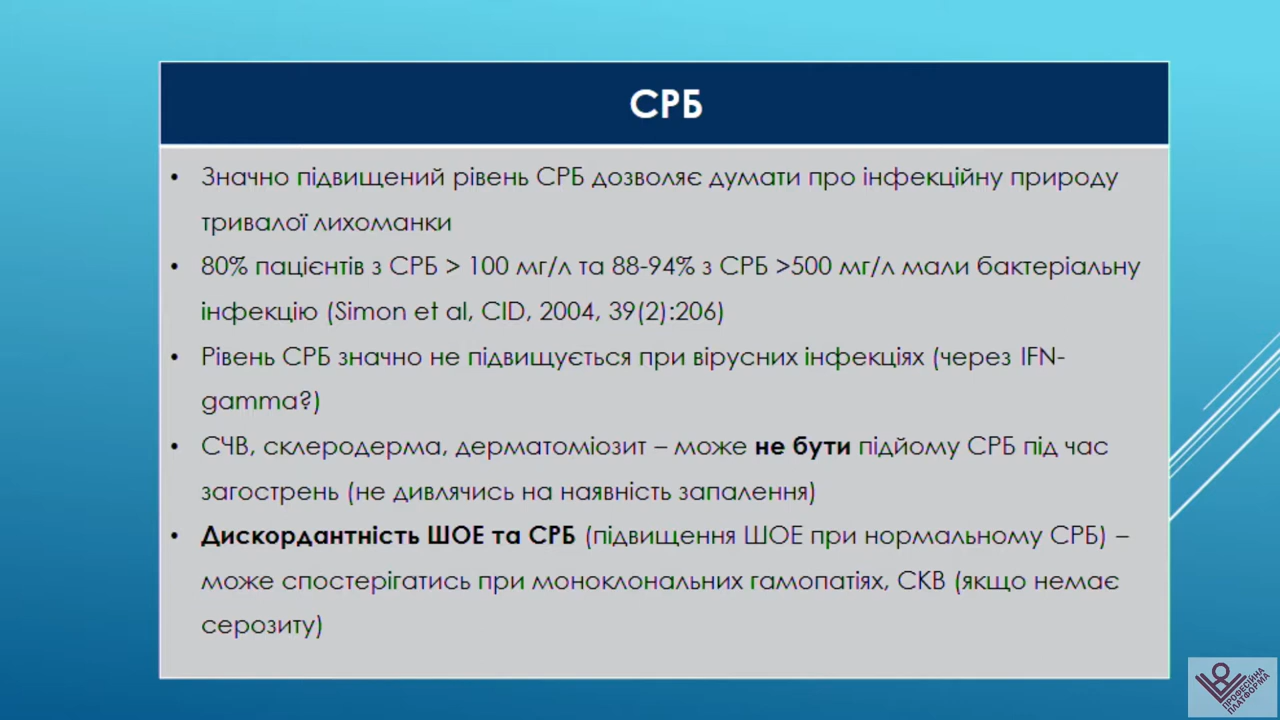 СРБ
• Значно підвищений рівень СРБ дозволяє думати про інфекційну природу
тривалої лихоманки
• 80% пацієнтів з СРБ > 100 мг/л та 88-94% з СРБ >500 мг/л мали бактеріальну
інфекцію (Simon et al, CID, 2004, 39(2):206)
• Рівень СРБ значно не підвищується при вірусних інфекціях (через IFN-
gamma?)
• СЧВ, склеродерма, дерматоміозит – може не бути підйому СРБ під час
загострень (не дивлячись на наявність запалення)
• Дискордантність ШОЕ та СРБ (підвищення ШОЕ при нормальному СРБ) –
може спостерігатись при моноклональних гамопатіях, СКВ (якщо немає
серозиту)
ПРОФЕСІЙНА
ПЛАТФОРМА